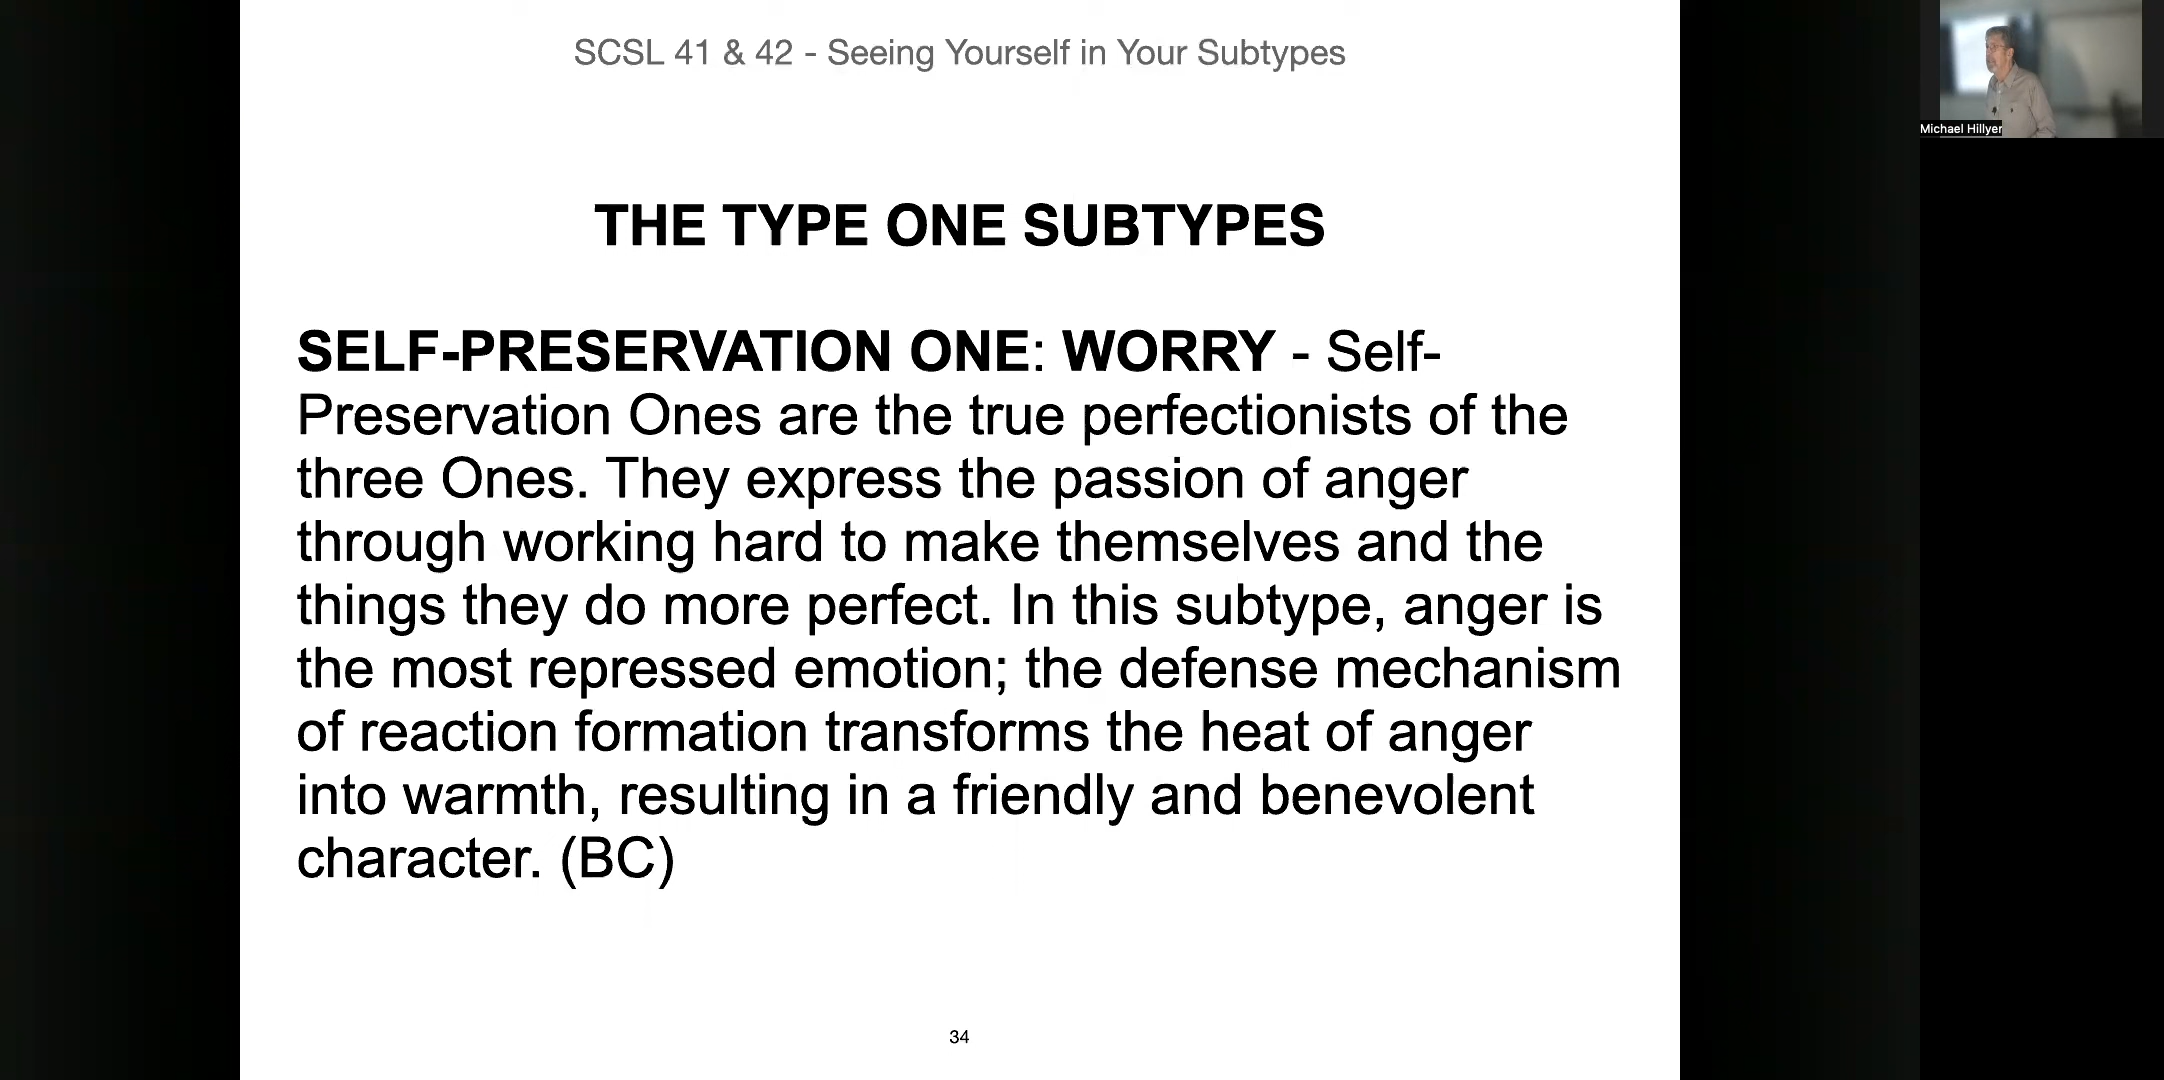 SCSL 41 & 42 - Seeing Yourself in Your Subtypes
Michael Hillyer
THE TYPE ONE SUBTYPES
SELF-PRESERVATION ONE: WORRY - Self-
Preservation Ones are the true perfectionists of the
three Ones. They express the passion of anger
through working hard to make themselves and the
things they do more perfect. In this subtype, anger is
the most repressed emotion; the defense mechanism
of reaction formation transforms the heat of anger
into warmth, resulting in a friendly and benevolent
character. (BC)
34